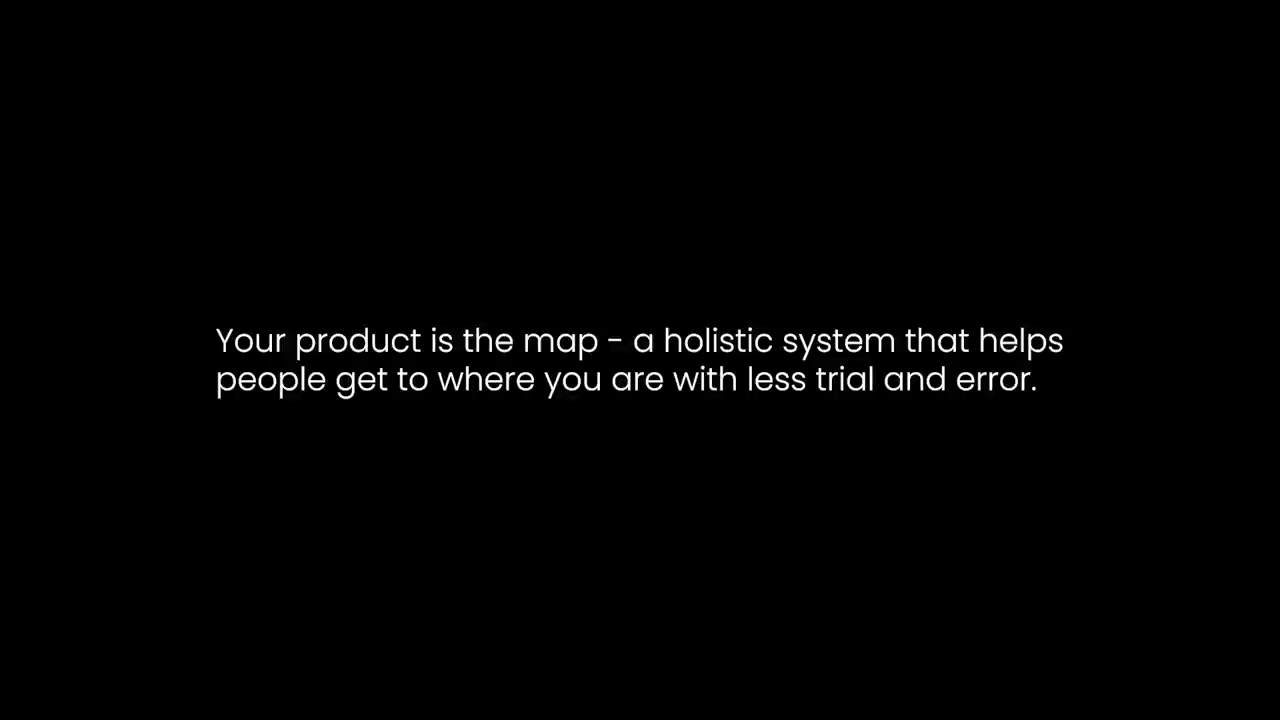 Your product is the map - a holistic system that helps
people get to where you are with less trial and error.